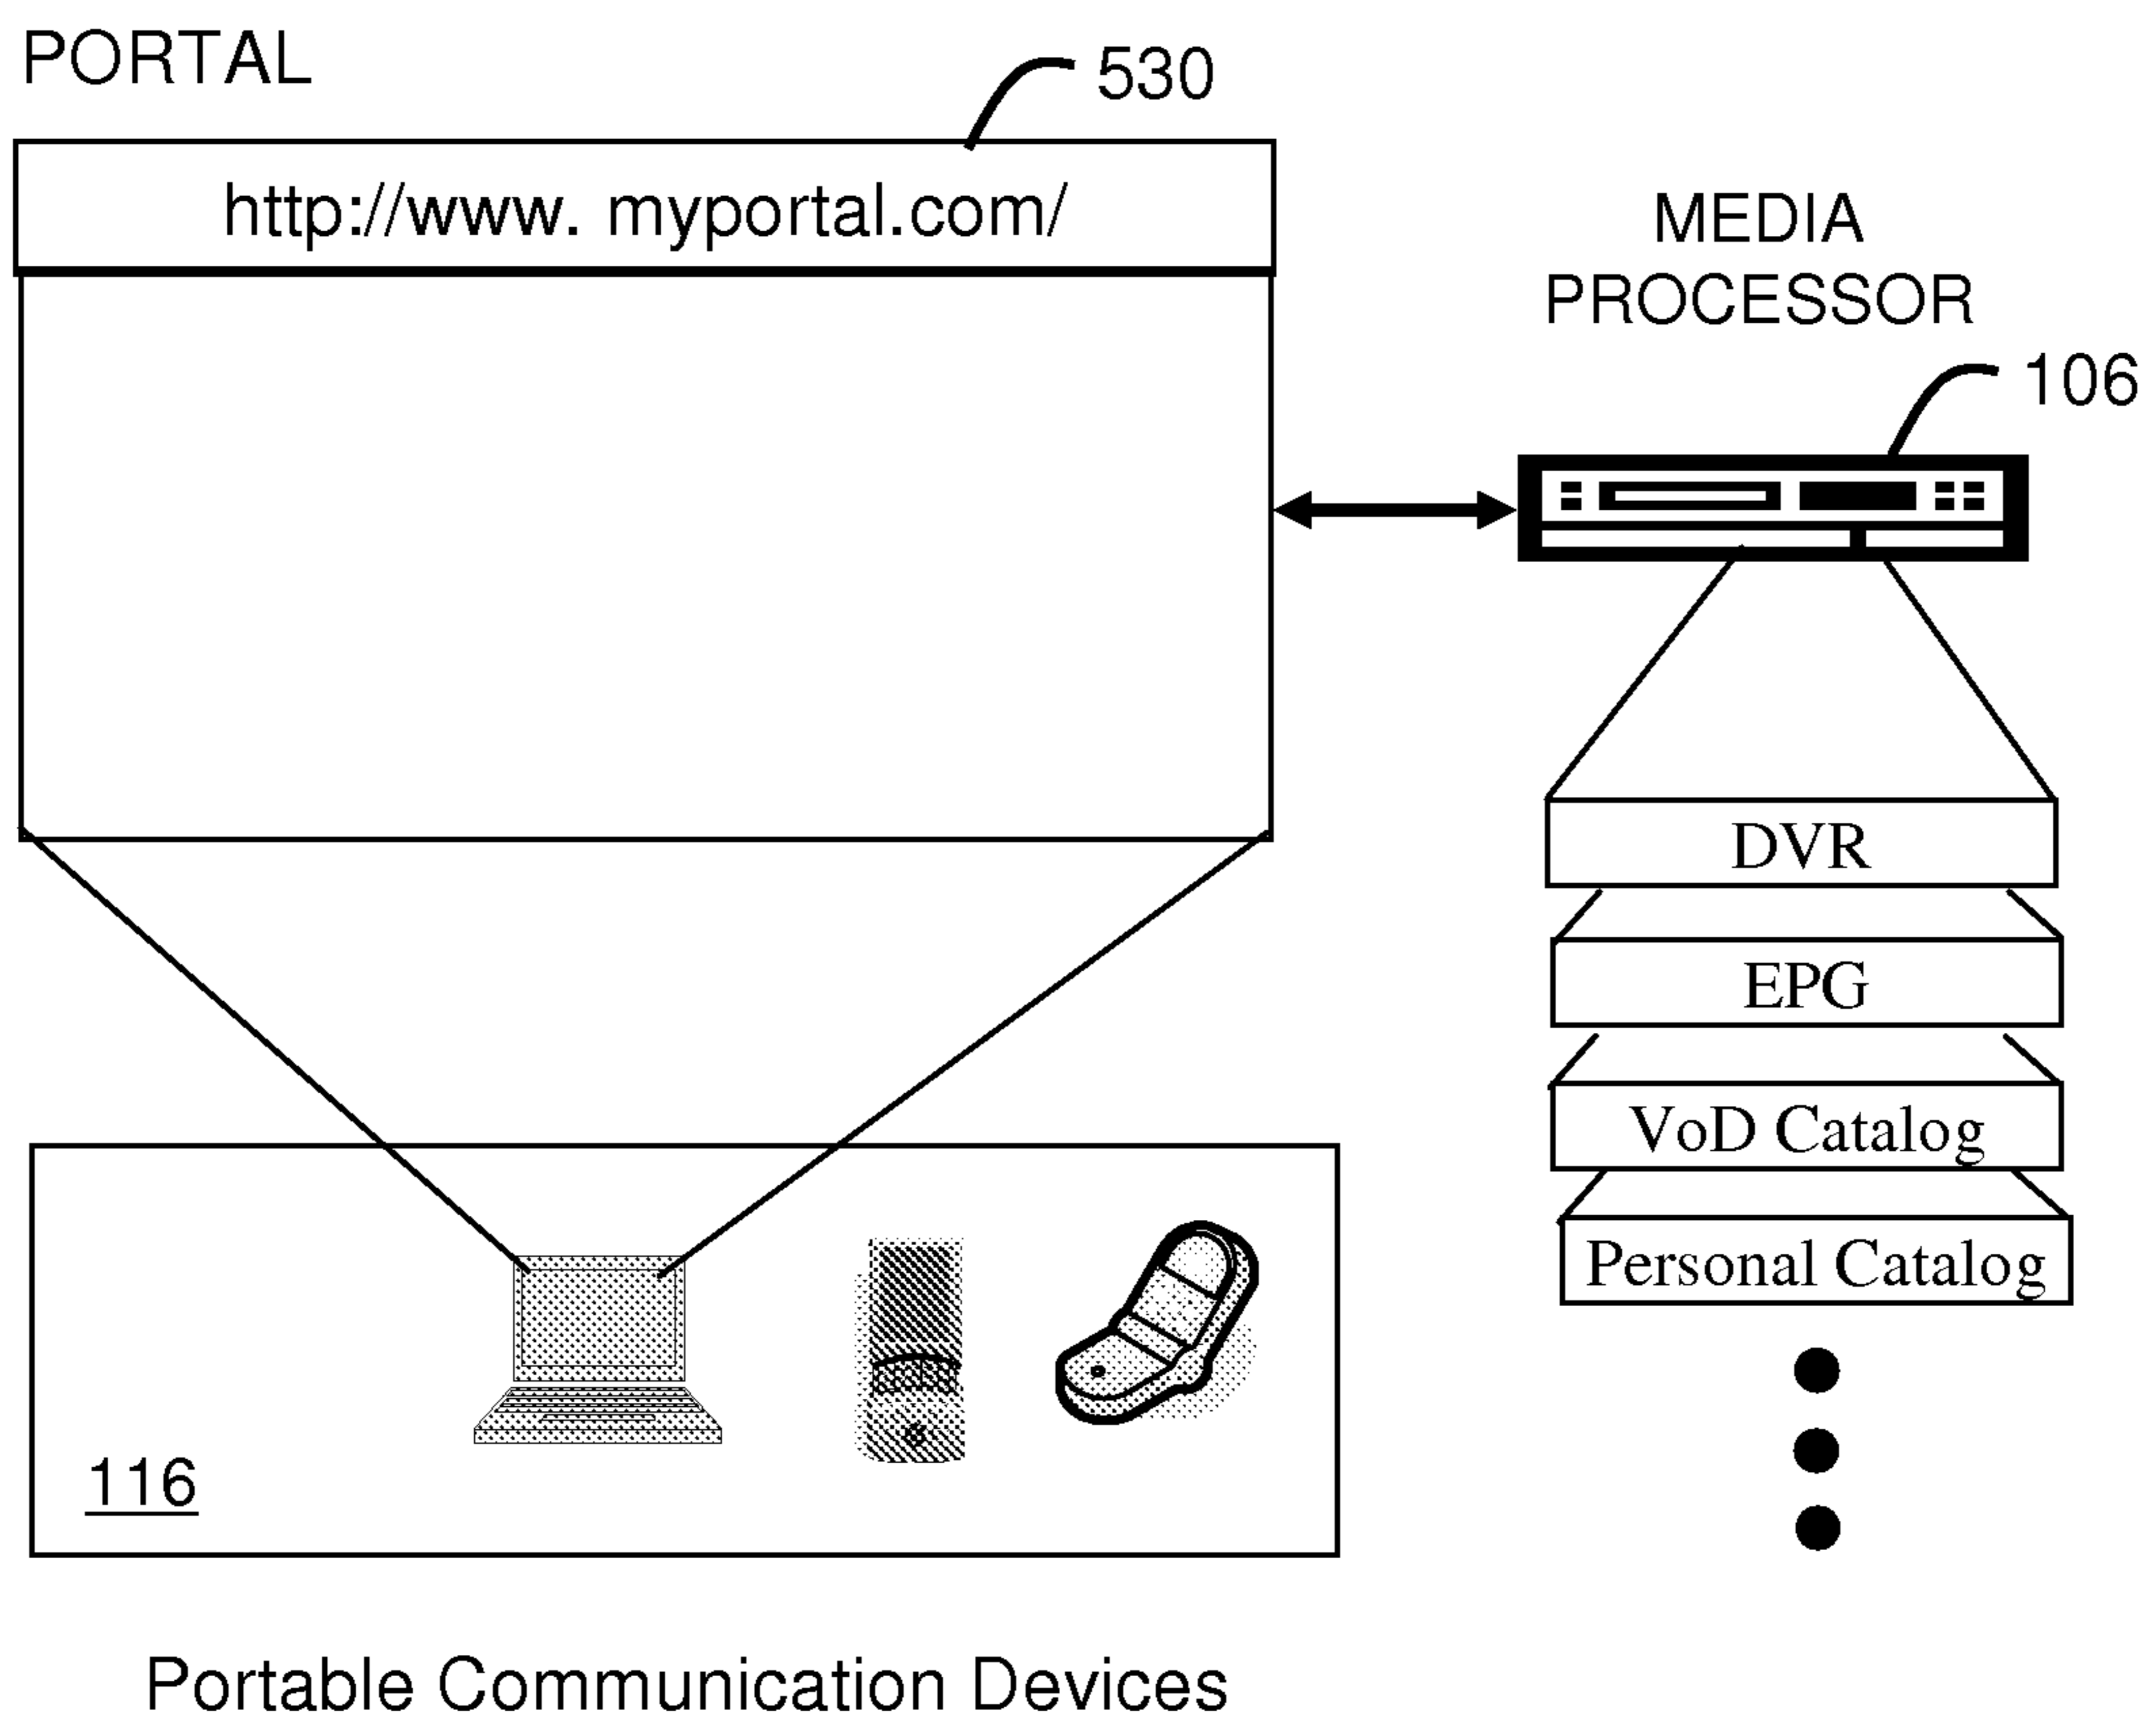 PORTAL
530
http://www. myportal.com/
MEDIA
PROCESSOR
106
DVR
EPG
VoD Catalog
Personal Catalog
116
Portable Communication Devices